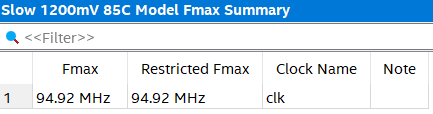 Slow 1200mV 85C Model Fmax Summary
<<Filter>>
Fmax Restricted Fmax Clock Name Note
1 94.92 MHz 94.92 MHz clk